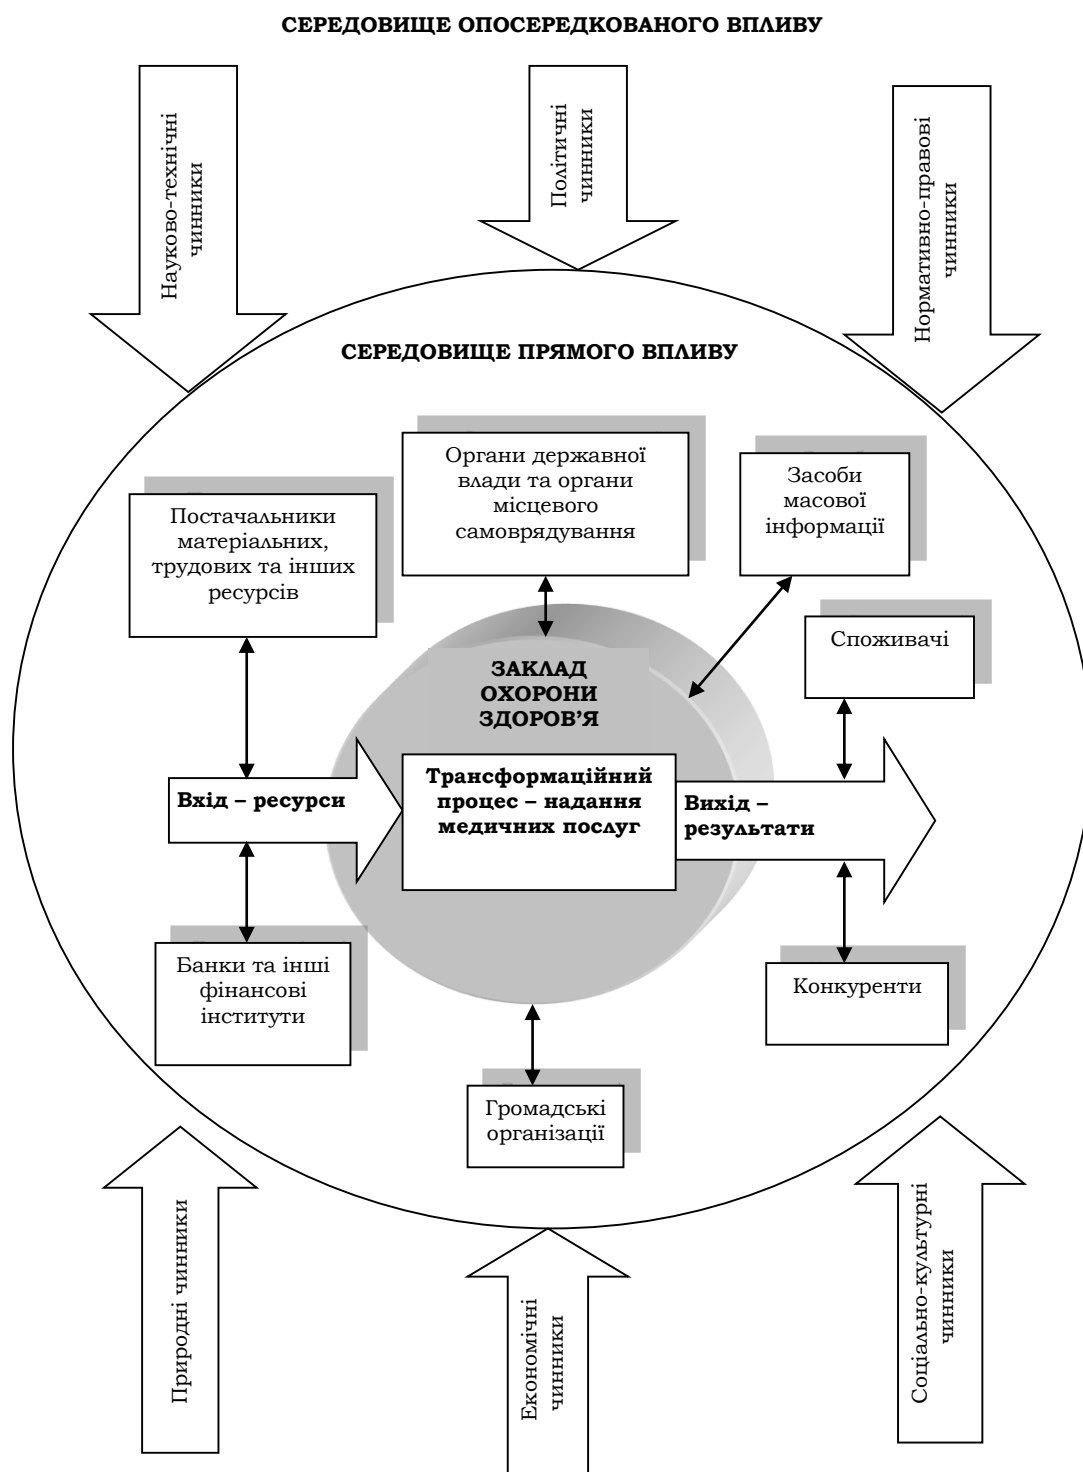 СЕРЕДОВИЩЕ ОПОСЕРЕДКОВАНОГО ВПЛИВУ
Науково-технічні
чинники
Політичні
чинники
Нормативно-правові
чинники
СЕРЕДОВИЩЕ ПРЯМОГО ВПЛИВУ
Постачальники
матеріальних,
трудових та інших
ресурсів
Органи державної
влади та органи
місцевого
самоврядування
Засоби
масової
інформації
Споживачі
ЗАКЛАД
ОХОРОНИ
ЗДОРОВ’Я
Вхід – ресурси
Трансформаційний
процес – надання
медичних послуг
Вихід –
результати
Банки та інші
фінансові
інститути
Конкуренти
Громадські
організації
Природні чинники
Економічні
чинники
Соціально-культурні
чинники